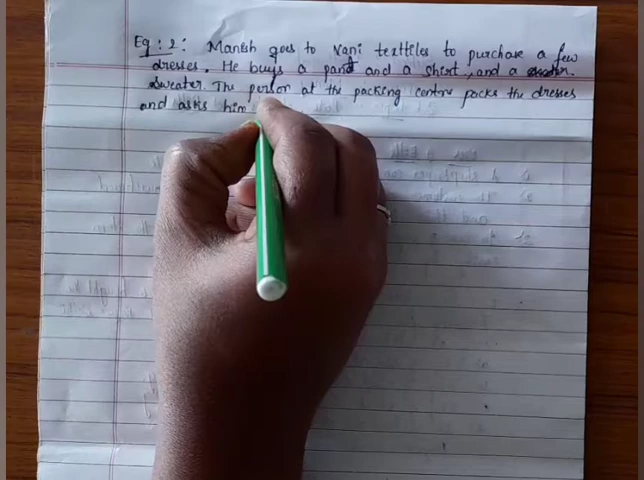 Eg : 2 : Manish goes to Nani textiles to purchase a few
dresses. He buys a pant and a shirt, and a
sweater. The person at the packing centre packs the dresses
and asks him